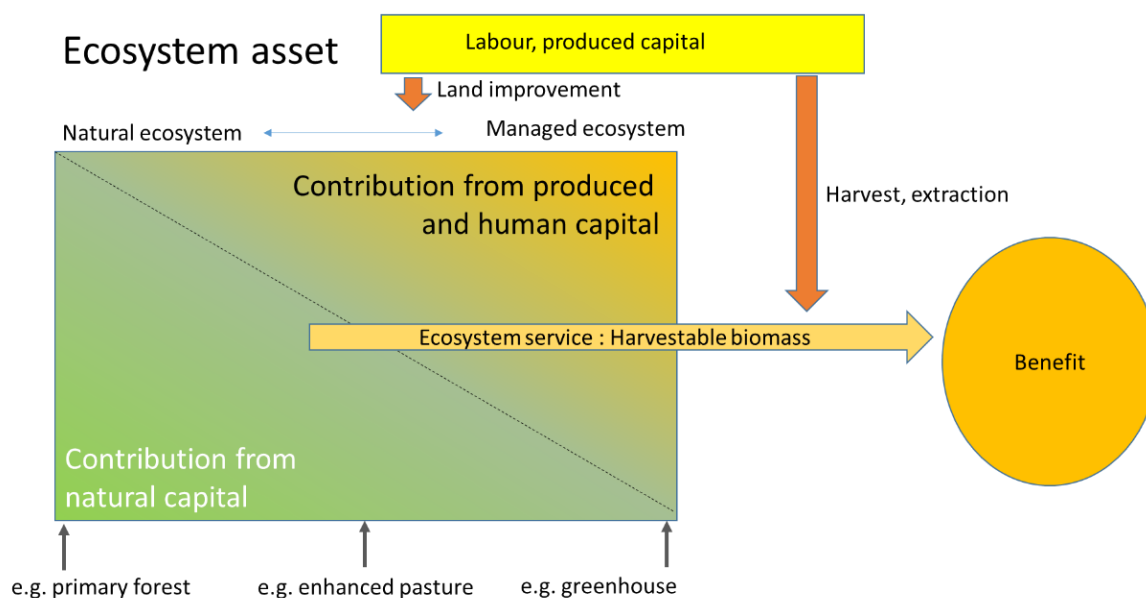 Ecosystem asset
Labour, produced capital
Land improvement
Natural ecosystem
Managed ecosystem
Contribution from produced
and human capital
Harvest, extraction
Ecosystem service : Harvestable biomass
Benefit
Contribution from
natural capital
e.g. primary forest
e.g. enhanced pasture
e.g. greenhouse